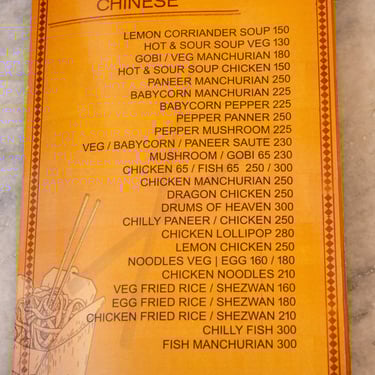 CHINESE
LEMON CORRIANDER SOUP 150
HOT & SOUR SOUP VEG 130
GOBI / VEG MANCHURIAN 180
HOT & SOUR SOUP CHICKEN 150
PANEER MANCHURIAN 250
BABYCORN MANCHURIAN 225
BABYCORN PEPPER 225
PEPPER PANNER 250
PEPPER MUSHROOM 225
VEG / BABYCORN / PANEER SAUTE 230
MUSHROOM / GOBI 65 230
CHICKEN 65 / FISH 65 250 / 300
CHICKEN MANCHURIAN 250
DRAGON CHICKEN 250
DRUMS OF HEAVEN 300
CHILLY PANEER / CHICKEN 250
CHICKEN LOLLIPOP 280
LEMON CHICKEN 250
NOODLES VEG | EGG 160 / 180
CHICKEN NOODLES 210
VEG FRIED RICE / SHEZWAN 160
EGG FRIED RICE / SHEZWAN 180
CHICKEN FRIED RICE / SHEZWAN 210
CHILLY FISH 300
FISH MANCHURIAN 300